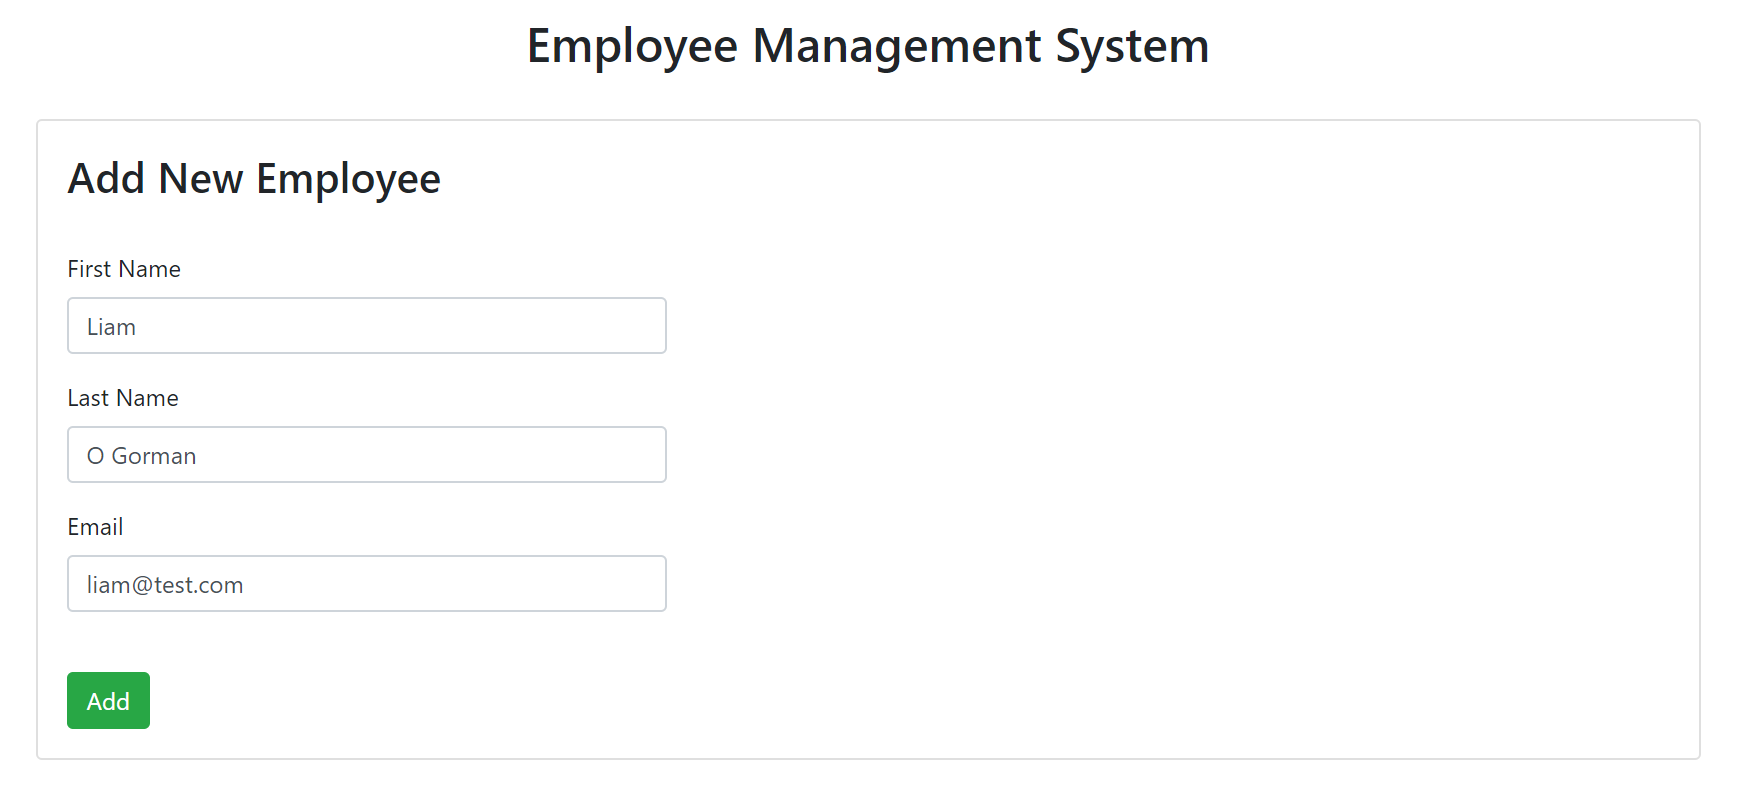 Employee Management System
Add New Employee
First Name
Liam
Last Name
O Gorman
Email
liam@test.com
Add